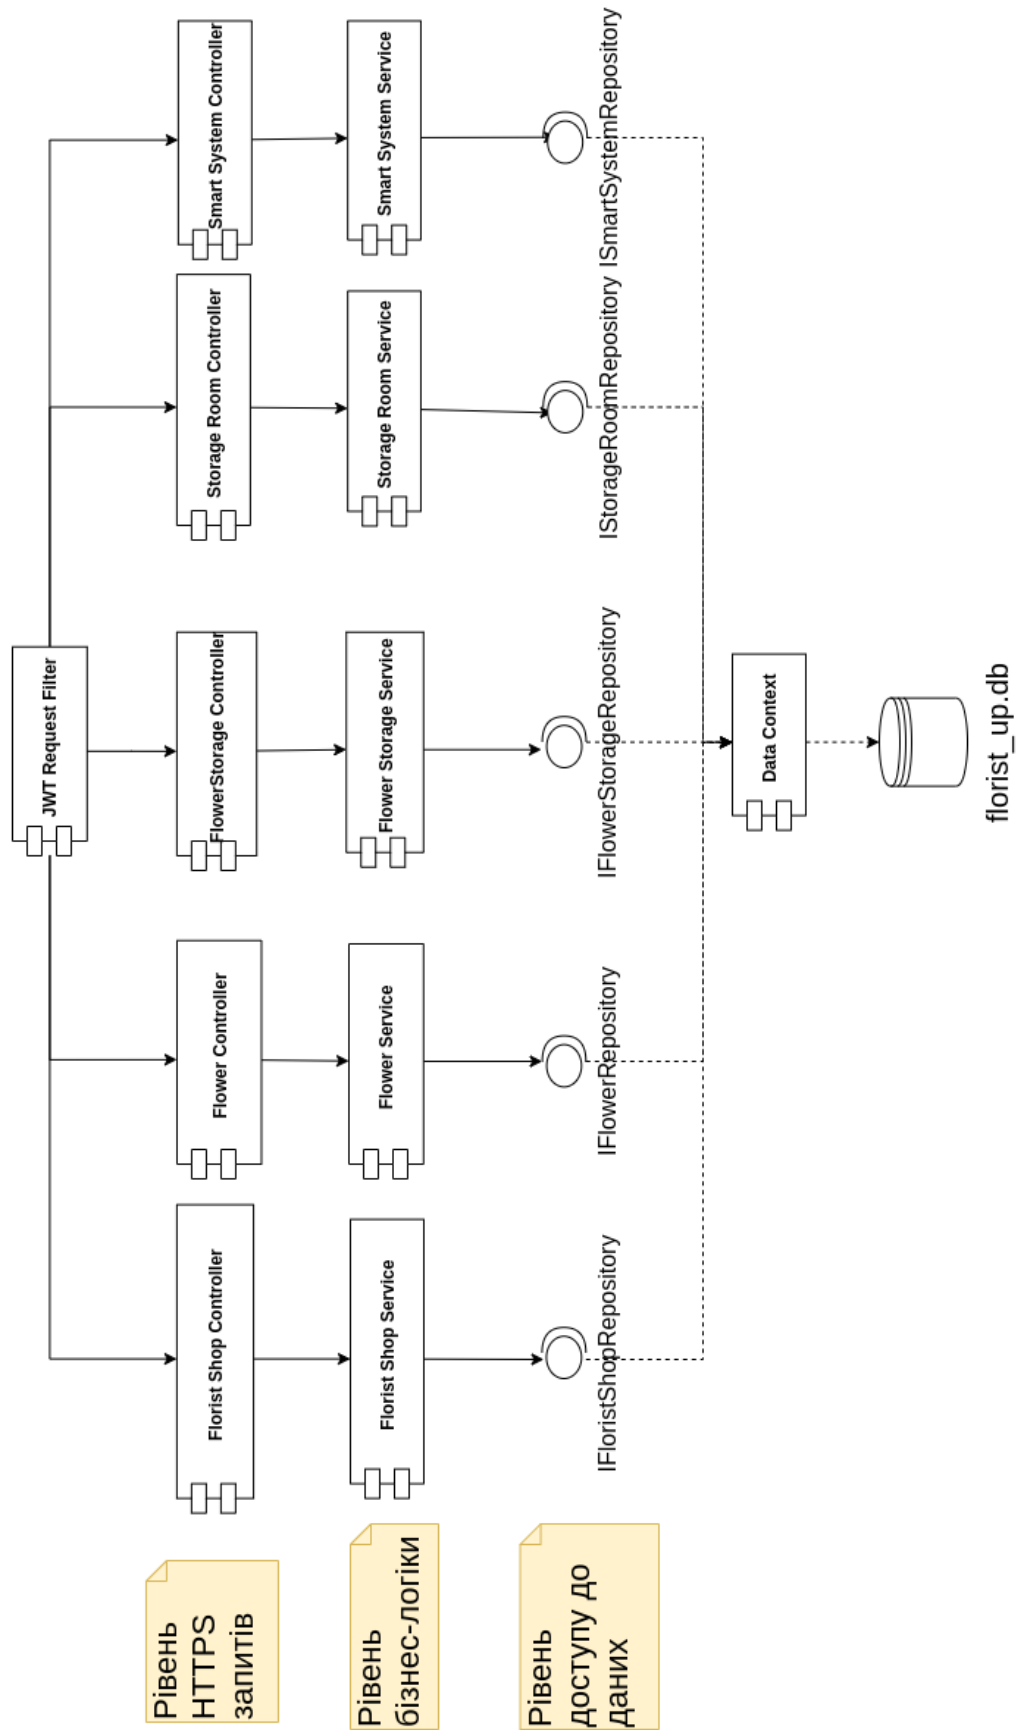 JWT Request Filter
Рівень
HTTPS
запитів
Florist Shop Controller
Flower Controller
FlowerStorage Controller
Storage Room Controller
Smart System Controller
Рівень
бізнес-логіки
Florist Shop Service
Flower Service
Flower Storage Service
Storage Room Service
Smart System Service
Рівень
доступу до
даних
IFloristShopRepository
IFlowerRepository
IFlowerStorageRepository
IStorageRoomRepository
ISmartSystemRepository
Data Context
florist_up.db